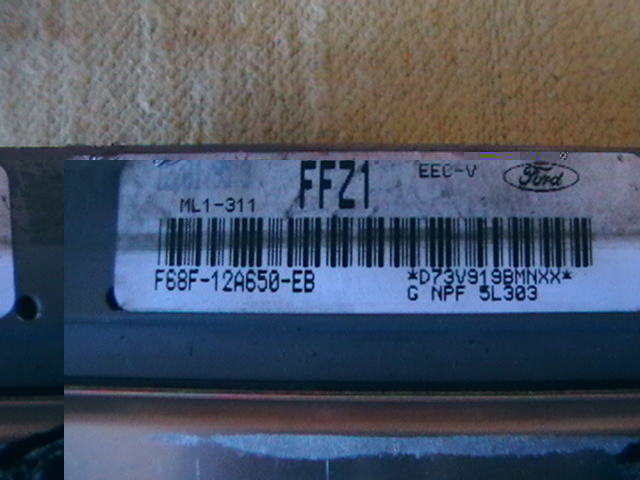 FFZ1
EEC-V
Ford
ML1-311
F68F-12A650-EB
*D73V919BMNXX*
G NPF 5L303